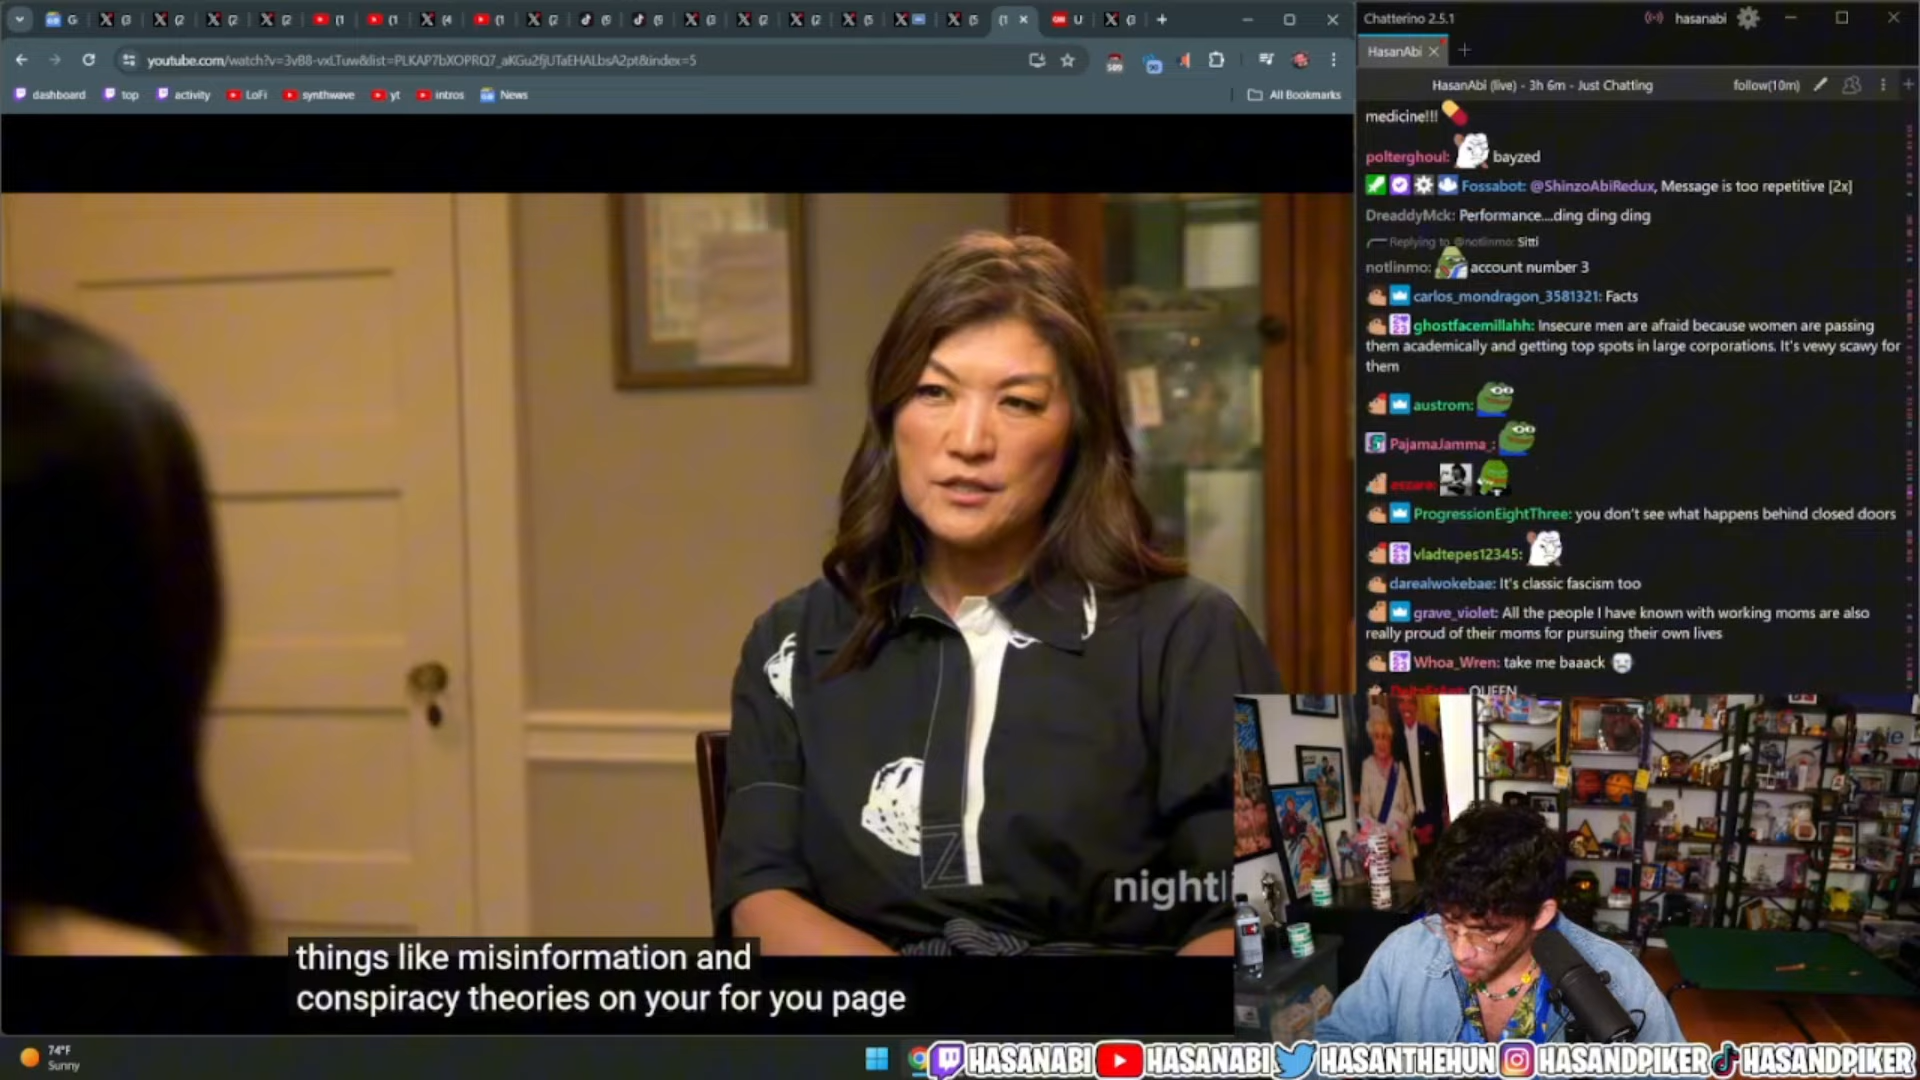 Chatterino 2.5.1
hasanabi
youtube.com/watch?v=3vB8-vxLTuw&list=PLKAP7bXOPRQ7_aKGu2fjUTaEHALbsA2pt&index=5
HasanAbi
dashboard top activity LoFi synthwave yt intros News All Bookmarks
HasanAbi (live) - 3h 6m - Just Chatting follow(10m)
medicine!!!
polterghoul: bayzed
Fossabot: @ShinzoAbiRedux, Message is too repetitive [2x]
DreaddyMck: Performance....ding ding ding
Replying to @notlinmo: Sitti
notlinmo: account number 3
carlos_mondragon_3581321: Facts
ghostfacemillahh: Insecure men are afraid because women are passing
them academically and getting top spots in large corporations. It's vewy scawy for
them
austrom:
PajamaJamma_:
ProgressionEightThree: you don't see what happens behind closed doors
vladtepes12345:
darealwokebae: It's classic fascism too
grave_violet: All the people I have known with working moms are also
really proud of their moms for pursuing their own lives
Whoa_Wren: take me baaack
QUEEN
nightli
things like misinformation and
conspiracy theories on your for you page
74°F
Sunny
HASANABI HASANABI HASANTHEHUN HASANDPIKER HASANDPIKER